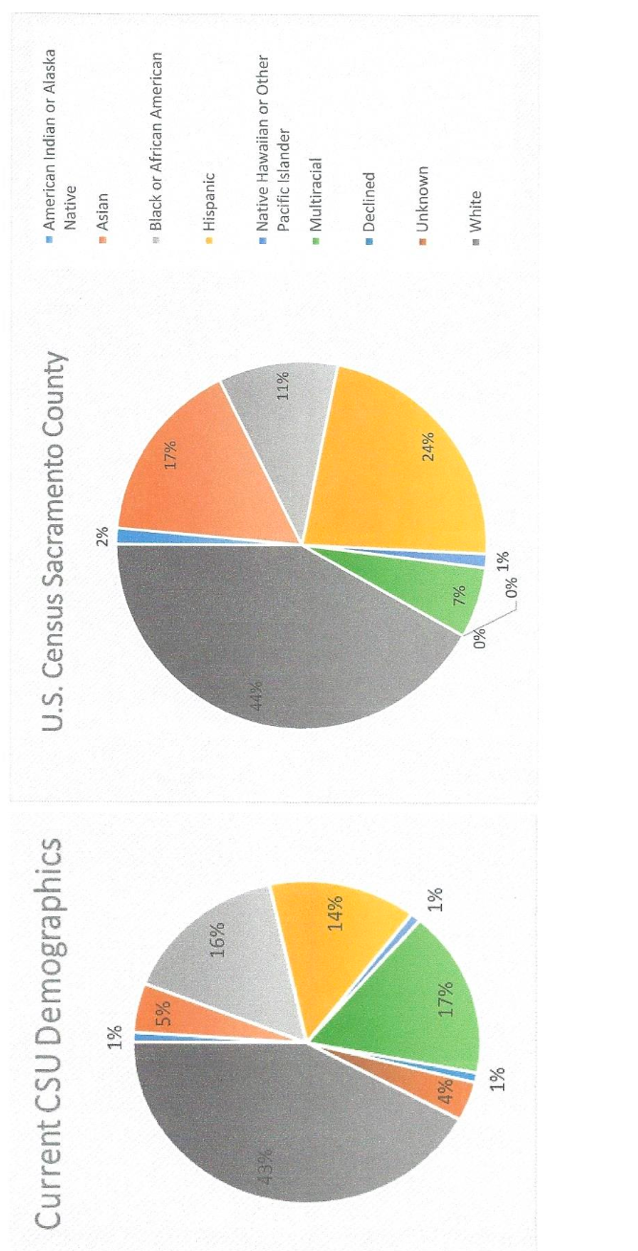 Current CSU Demographics
1%
5%
16%
14%
1%
17%
1%
4%
43%
U.S. Census Sacramento County
2%
17%
11%
24%
1%
7%
0%
0%
44%
American Indian or Alaska
Native
Asian
Black or African American
Hispanic
Native Hawaiian or Other
Pacific Islander
Multiracial
Declined
Unknown
White